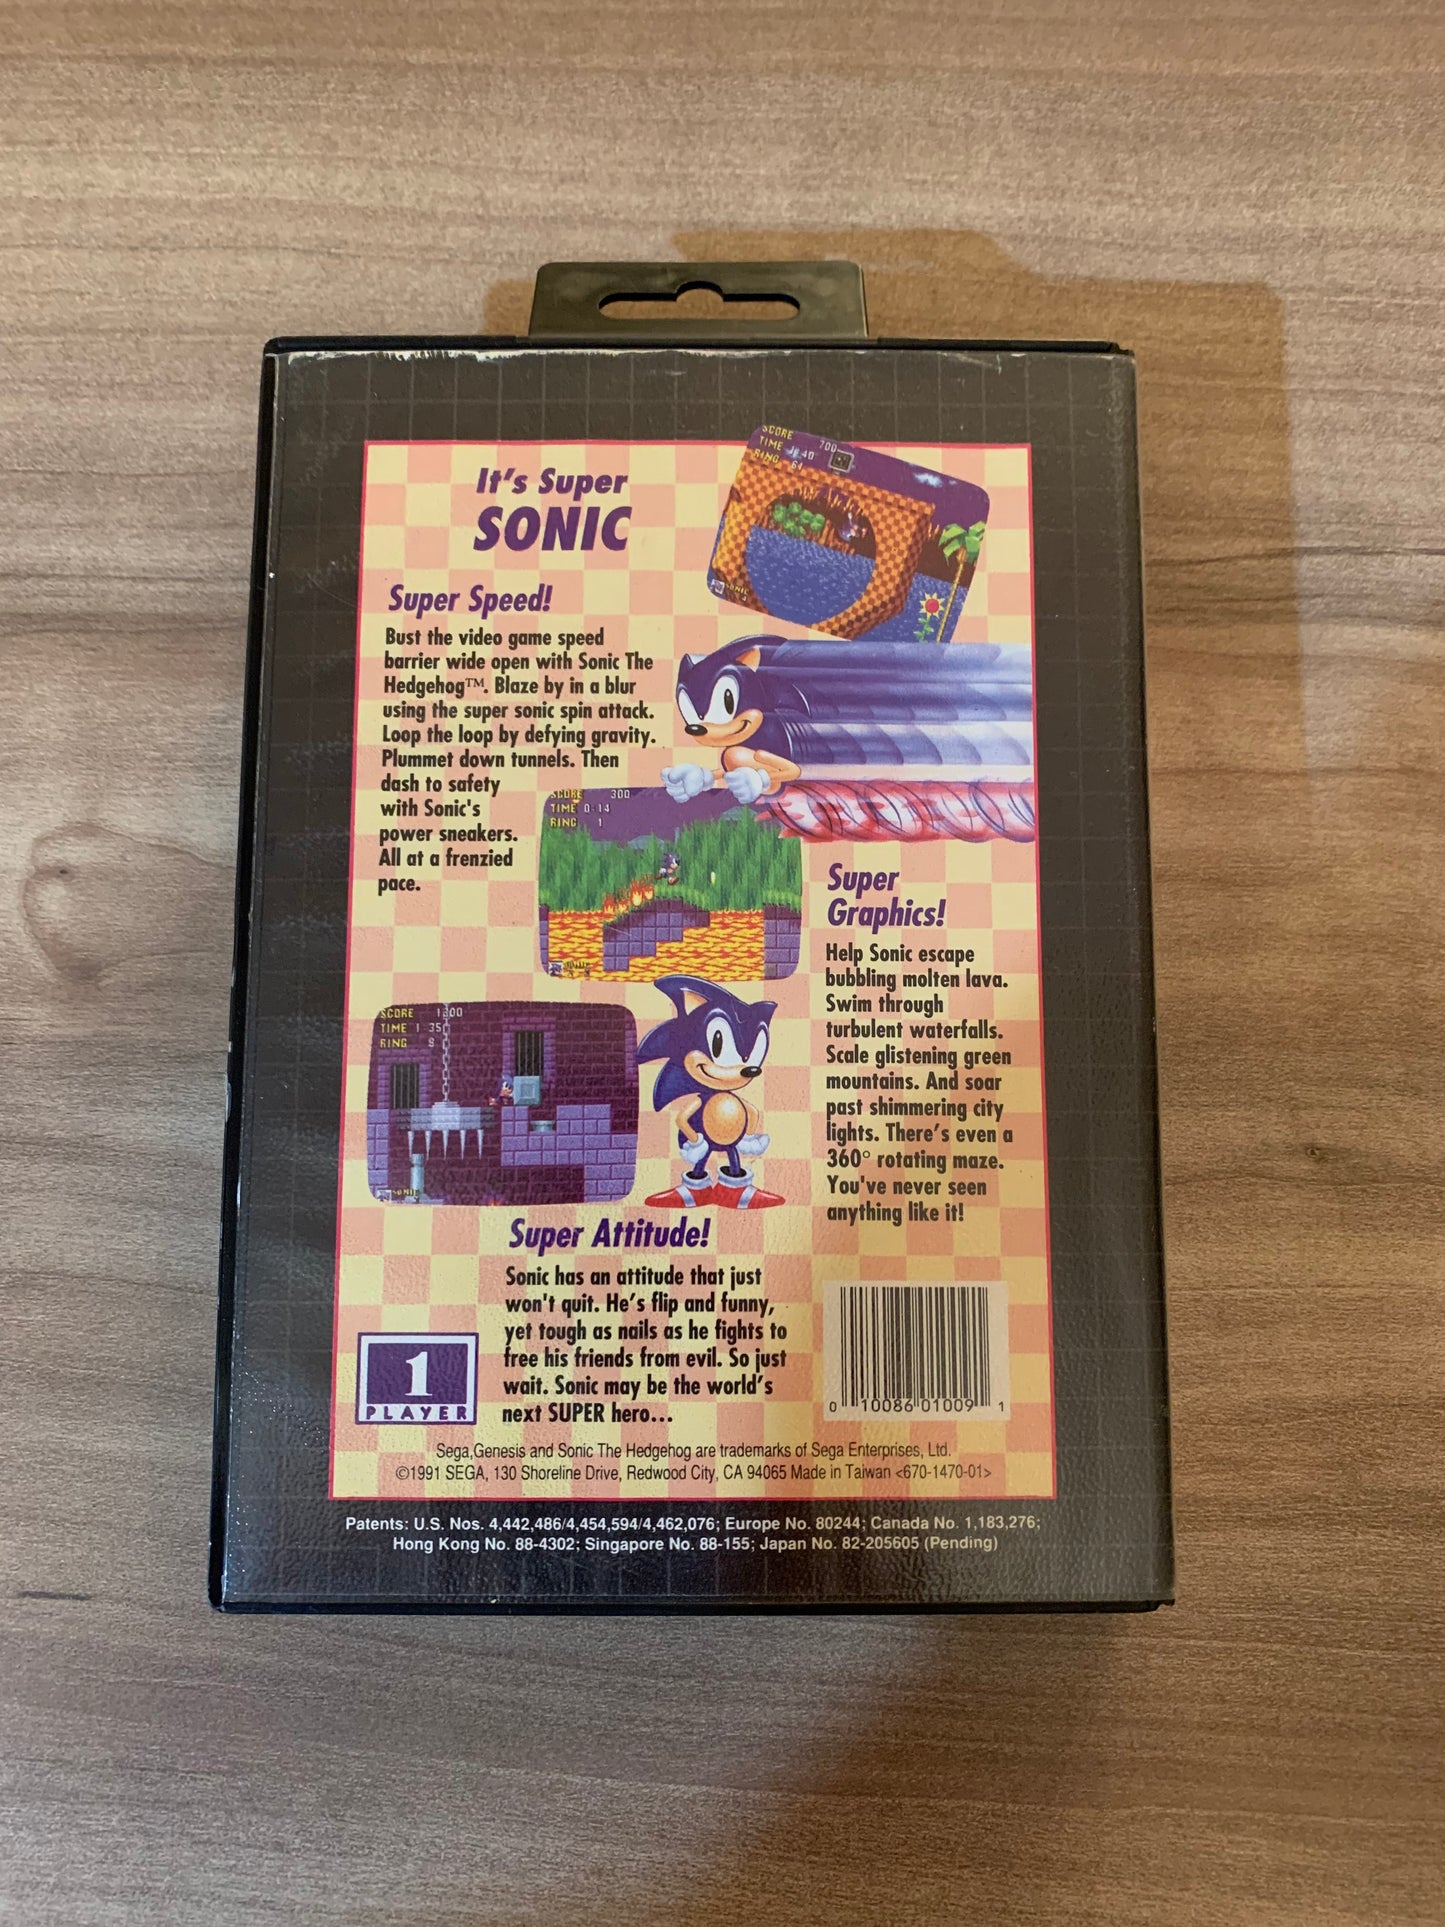 It's Super
SONIC
Super Speed!
Bust the video game speed
barrier wide open with Sonic The
Hedgehog™. Blaze by in a blur
using the super sonic spin attack.
Loop the loop by defying gravity.
Plummet down tunnels. Then
dash to safety
with Sonic's
power sneakers.
All at a frenzied
pace.
SCORE 700
TIME
RING 61
SONIC
SCORE 300
TIME 0:14
RING 1
Super
Graphics!
Help Sonic escape
bubbling molten lava.
Swim through
turbulent waterfalls.
Scale glistening green
mountains. And soar
past shimmering city
lights. There's even a
360° rotating maze.
You've never seen
anything like it!
SCORE 1300
TIME 1 35
RING
SONIC
Super Attitude!
Sonic has an attitude that just
won't quit. He's flip and funny,
yet tough as nails as he fights to
free his friends from evil. So just
wait. Sonic may be the world's
next SUPER hero...
1
PLAYER
0 10086 01009 1
Sega,Genesis and Sonic The Hedgehog are trademarks of Sega Enterprises, Ltd.
©1991 SEGA, 130 Shoreline Drive, Redwood City, CA 94065 Made in Taiwan <670-1470-01>
Patents: U.S. Nos. 4,442,486/4,454,594/4,462,076; Europe No. 80244; Canada No. 1,183,276;
Hong Kong No. 88-4302; Singapore No. 88-155; Japan No. 82-205605 (Pending)